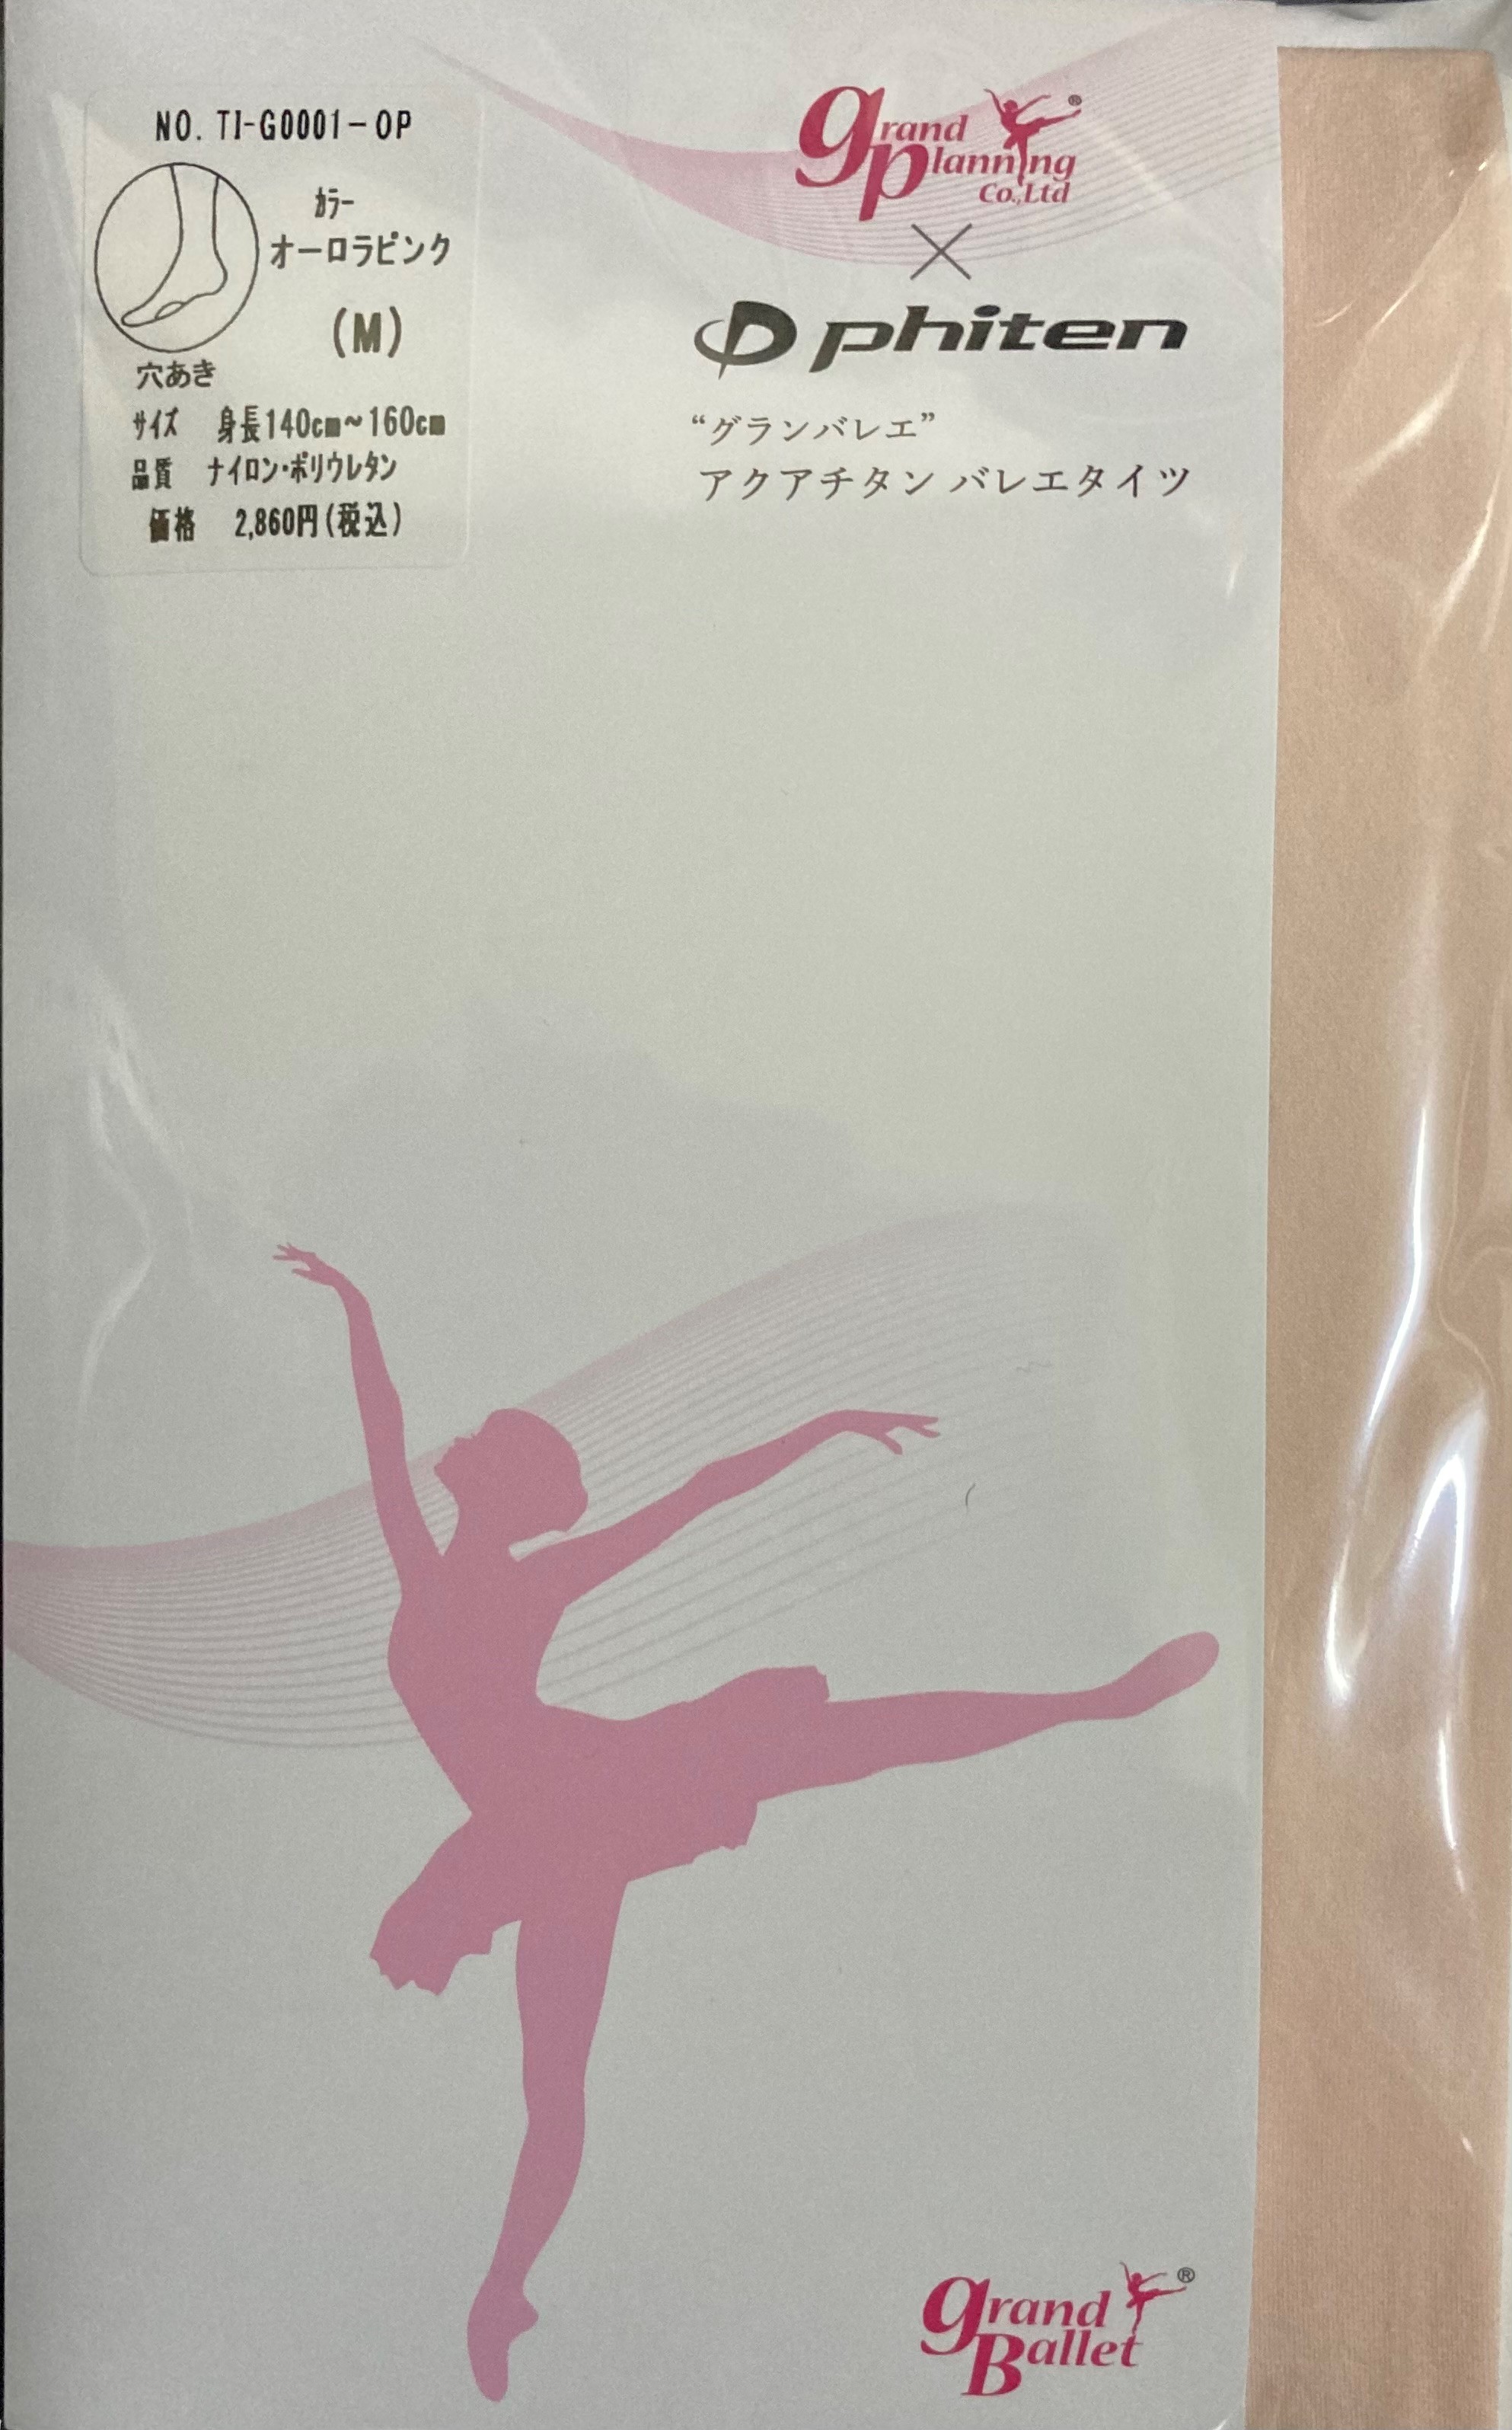 NO. TI-G0001-OP
カラー
オーロラピンク
(M)
穴あき
サイズ 身長140cm~160cm
品質 ナイロン・ポリウレタン
価格 2,860円(税込)
grand
planning
Co.,Ltd
®
×
phiten
“グランバレエ”
アクアチタン バレエタイツ
grand
Ballet
®